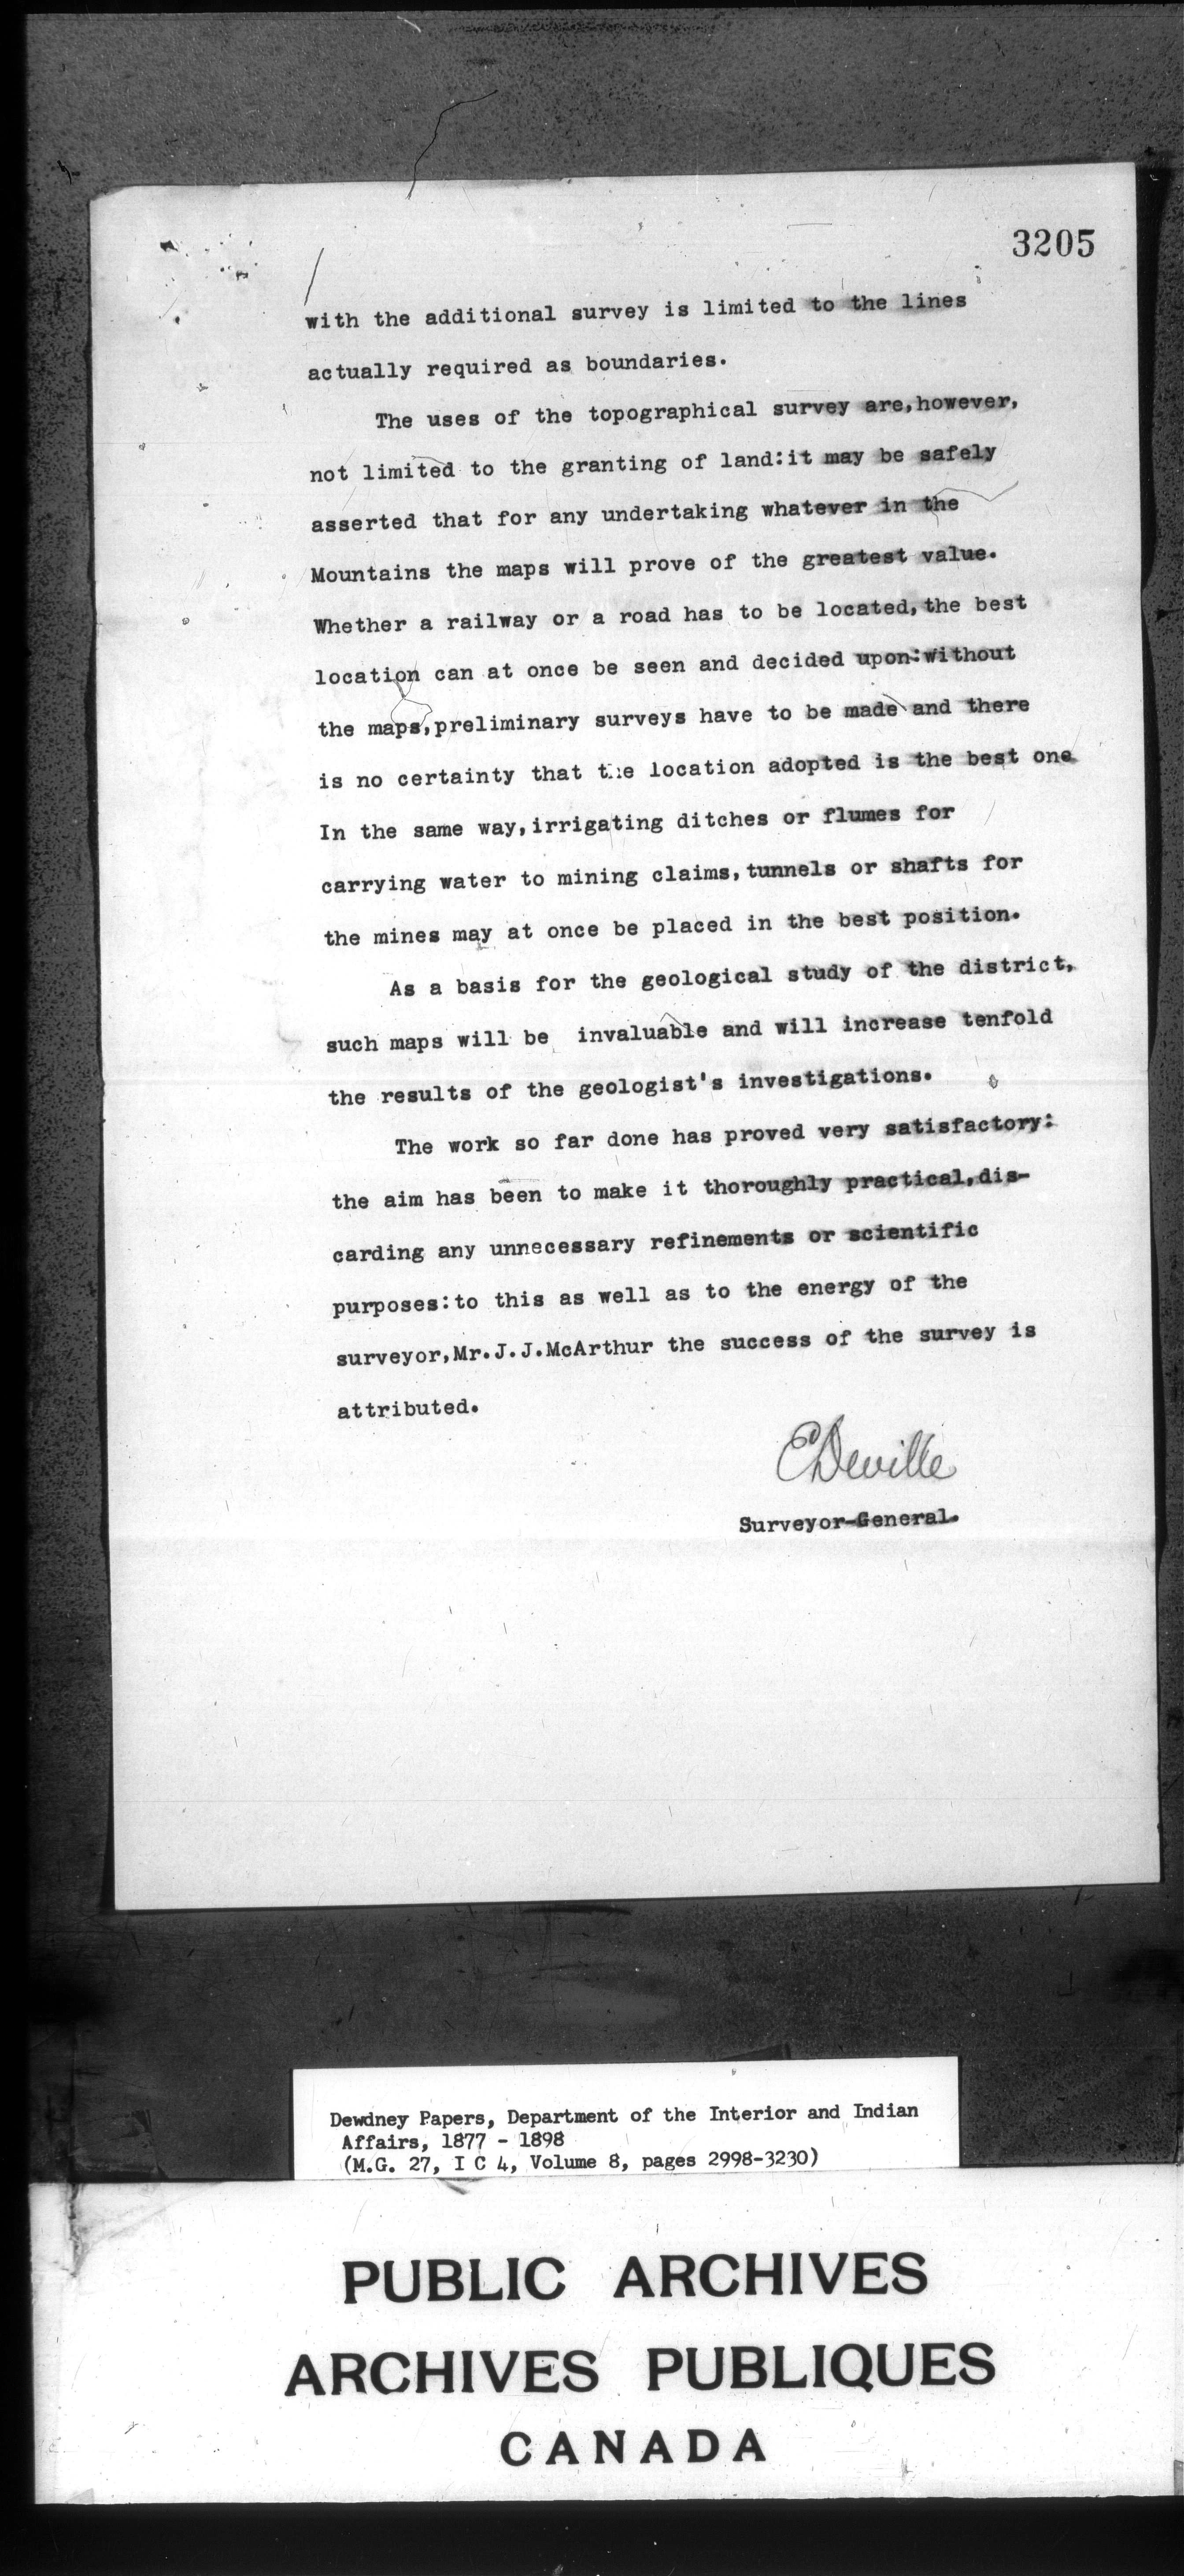 3205
with the additional survey is limited to the lines
actually required as boundaries.
The uses of the topographical survey are,however,
not limited to the granting of land:it may be safely
asserted that for any undertaking whatever in the
Mountains the maps will prove of the greatest value.
Whether a railway or a road has to be located,the best
location can at once be seen and decided upon:without
the maps,preliminary surveys have to be made and there
is no certainty that the location adopted is the best one
In the same way,irrigating ditches or flumes for
carrying water to mining claims,tunnels or shafts for
the mines may at once be placed in the best position.
As a basis for the geological study of the district,
such maps will be invaluable and will increase tenfold
the results of the geologist's investigations.
The work so far done has proved very satisfactory:
the aim has been to make it thoroughly practical,dis-
carding any unnecessary refinements or scientific
purposes:to this as well as to the energy of the
surveyor,Mr.J.J.McArthur the success of the survey is
attributed.
E Deville
Surveyor-General.
Dewdney Papers, Department of the Interior and Indian
Affairs, 1877 - 1898
(M.G. 27, I C 4, Volume 8, pages 2998-3230)
PUBLIC ARCHIVES
ARCHIVES PUBLIQUES
CANADA